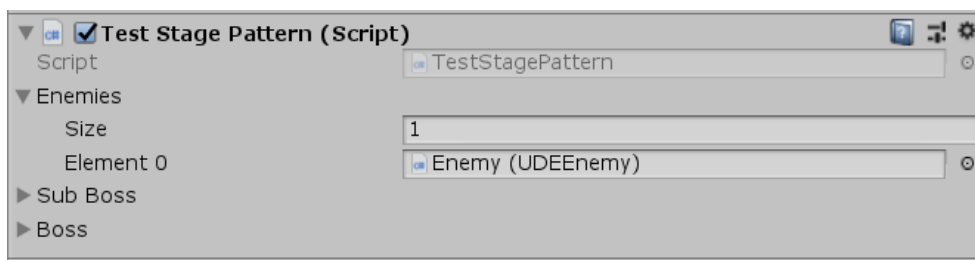 Test Stage Pattern (Script)
Script TestStagePattern
Enemies
Size 1
Element 0 Enemy (UDEEnemy)
Sub Boss
Boss